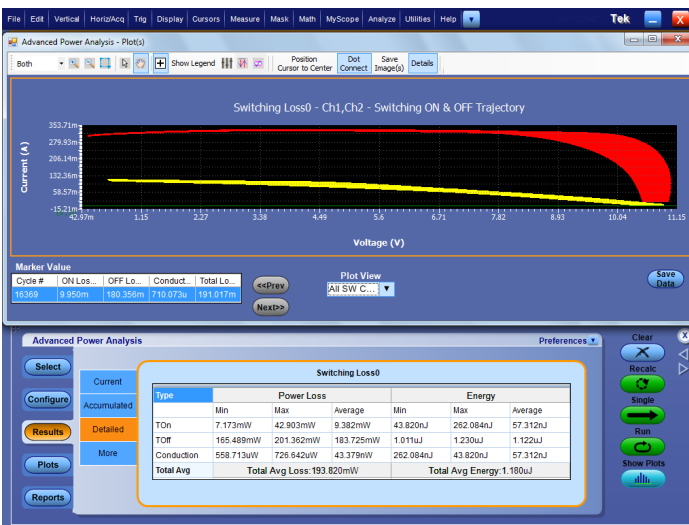 File Edit Vertical Horiz/Acq Trig Display Cursors Measure Mask Math MyScope Analyze Utilities Help Tek
Advanced Power Analysis - Plot(s)
Both Show Legend Position Cursor to Center Dot Connect Save Image(s) Details
Switching Loss0 - Ch1,Ch2 - Switching ON & OFF Trajectory
Current (A)
353.71m
279.93m
206.14m
132.36m
58.57m
-15.21m
42.97m 1.15 2.27 3.38 4.49 5.6 6.71 7.82 8.93 10.04 11.15
Voltage (V)
Marker Value
Cycle # ON Los... OFF Lo... Conduct... Total Lo...
16369 9.950m 180.356m 710.073u 191.017m
<<Prev
Next>>
Plot View
All SW C...
Save Data
Advanced Power Analysis Preferences
Select
Configure
Results
Plots
Reports
Current
Accumulated
Detailed
More
Switching Loss0
Type Power Loss Energy
Min Max Average Min Max Average
TOn 7.173mW 42.903mW 9.382mW 43.820nJ 262.084nJ 57.312nJ
TOff 165.489mW 201.362mW 183.725mW 1.011uJ 1.230uJ 1.122uJ
Conduction 558.713uW 726.642uW 43.379nW 262.084nJ 43.820nJ 57.312nJ
Total Avg Total Avg Loss:193.820mW Total Avg Energy:1.180uJ
Clear
Recalc
Single
Run
Show Plots